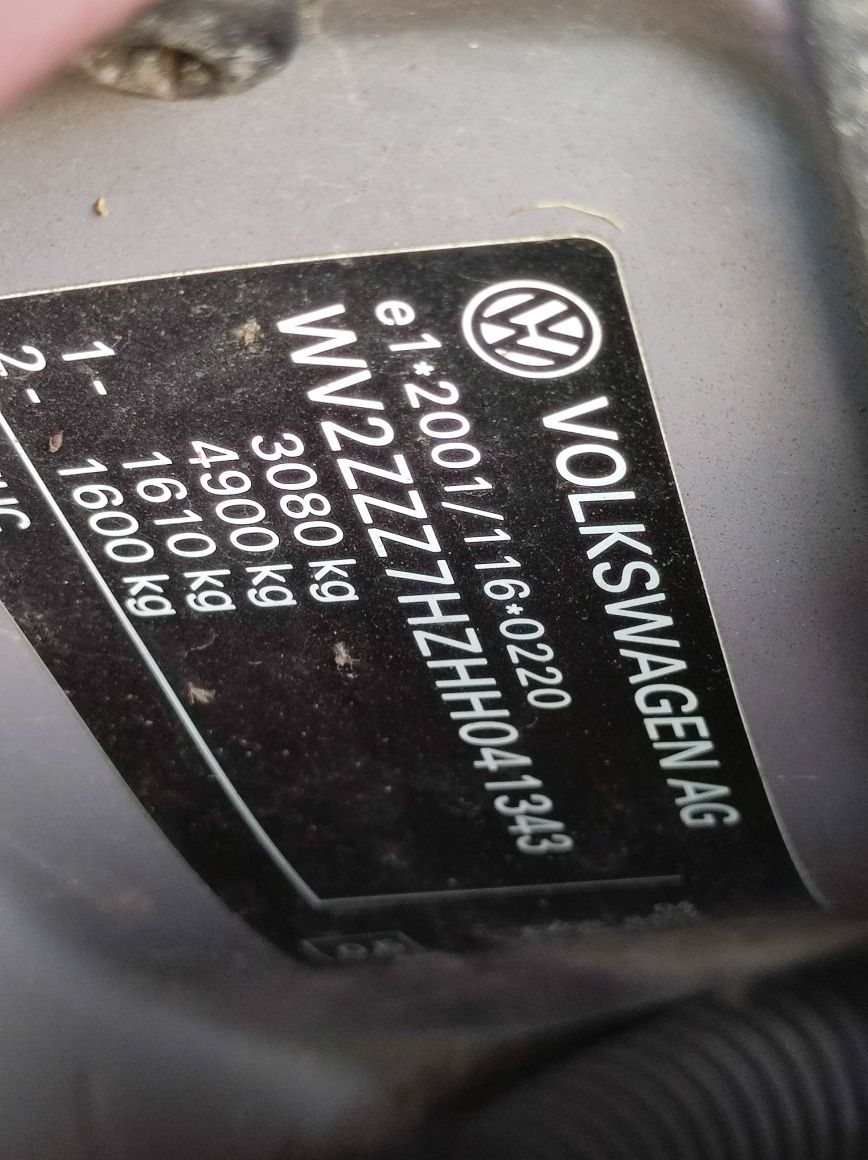 VOLKSWAGEN AG
e1*2001/116*0220
WV2ZZZ7HZHH041343
3080 kg
4900 kg
1- 1610 kg
2- 1600 kg